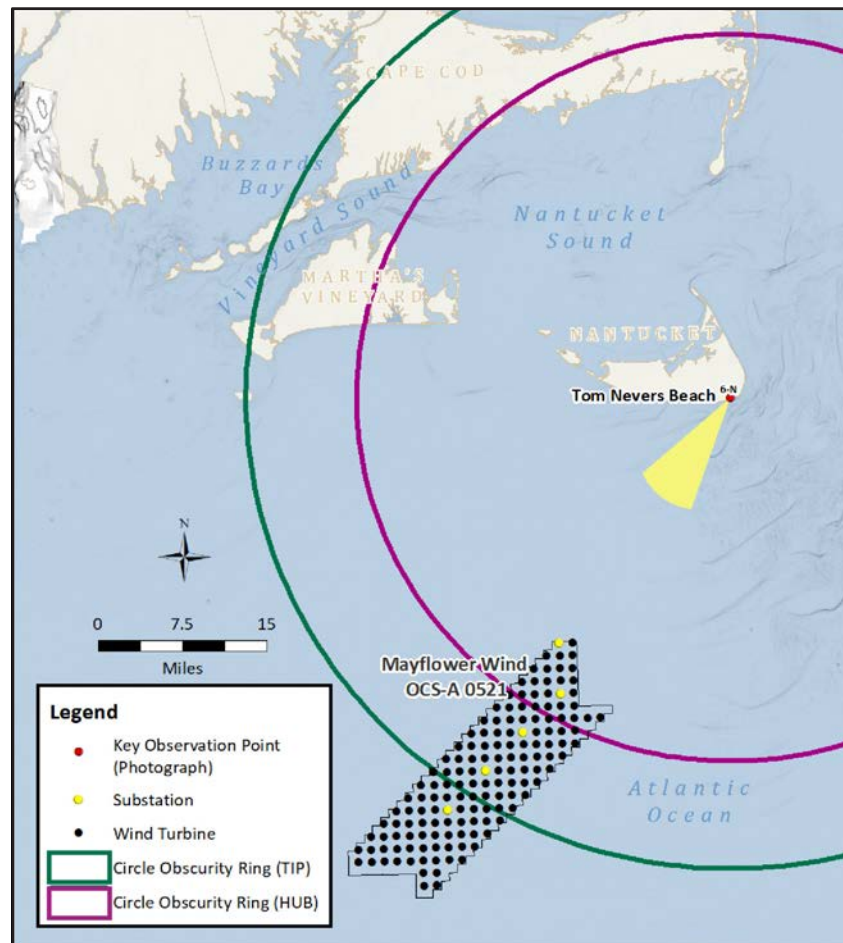 CAPE COD
Buzzards
Bay
Vineyard Sound
Nantucket
Sound
MARTHA'S
VINEYARD
NANTUCKET
Tom Nevers Beach 6-N
N
0 7.5 15
Miles
Mayflower Wind
OCS-A 0521
Atlantic
Ocean
Legend
Key Observation Point
(Photograph)
Substation
Wind Turbine
Circle Obscurity Ring (TIP)
Circle Obscurity Ring (HUB)